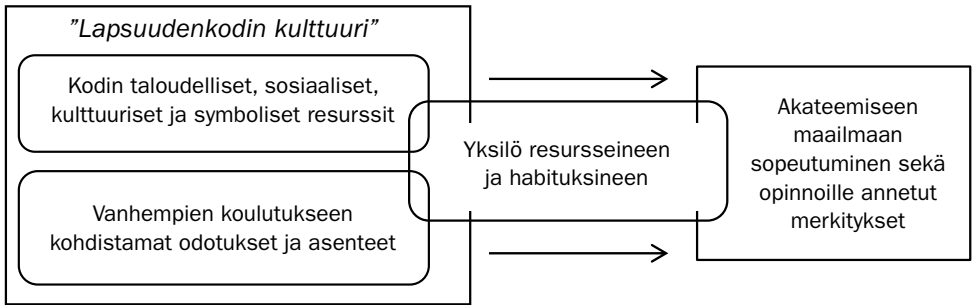 ”Lapsuudenkodin kulttuuri”
Kodin taloudelliset, sosiaaliset,
kulttuuriset ja symboliset resurssit
Vanhempien koulutukseen
kohdistamat odotukset ja asenteet
Yksilö resursseineen
ja habituksineen
Akateemiseen
maailmaan
sopeutuminen sekä
opinnoille annetut
merkitykset